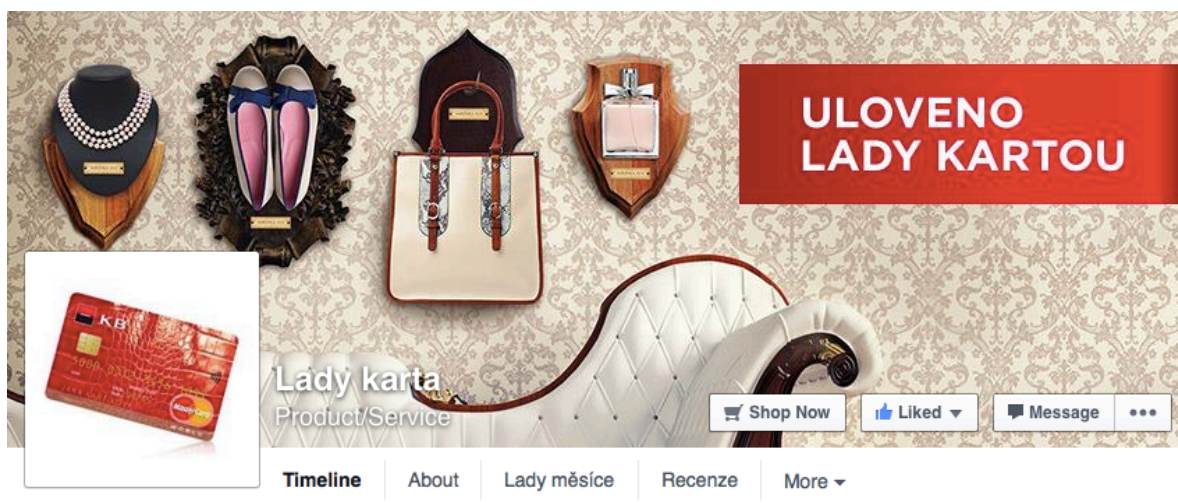 ULOVENO
LADY KARTOU
KB
MasterCard
Lady karta
Product/Service
Shop Now
Liked
Message
Timeline
About
Lady měsíce
Recenze
More